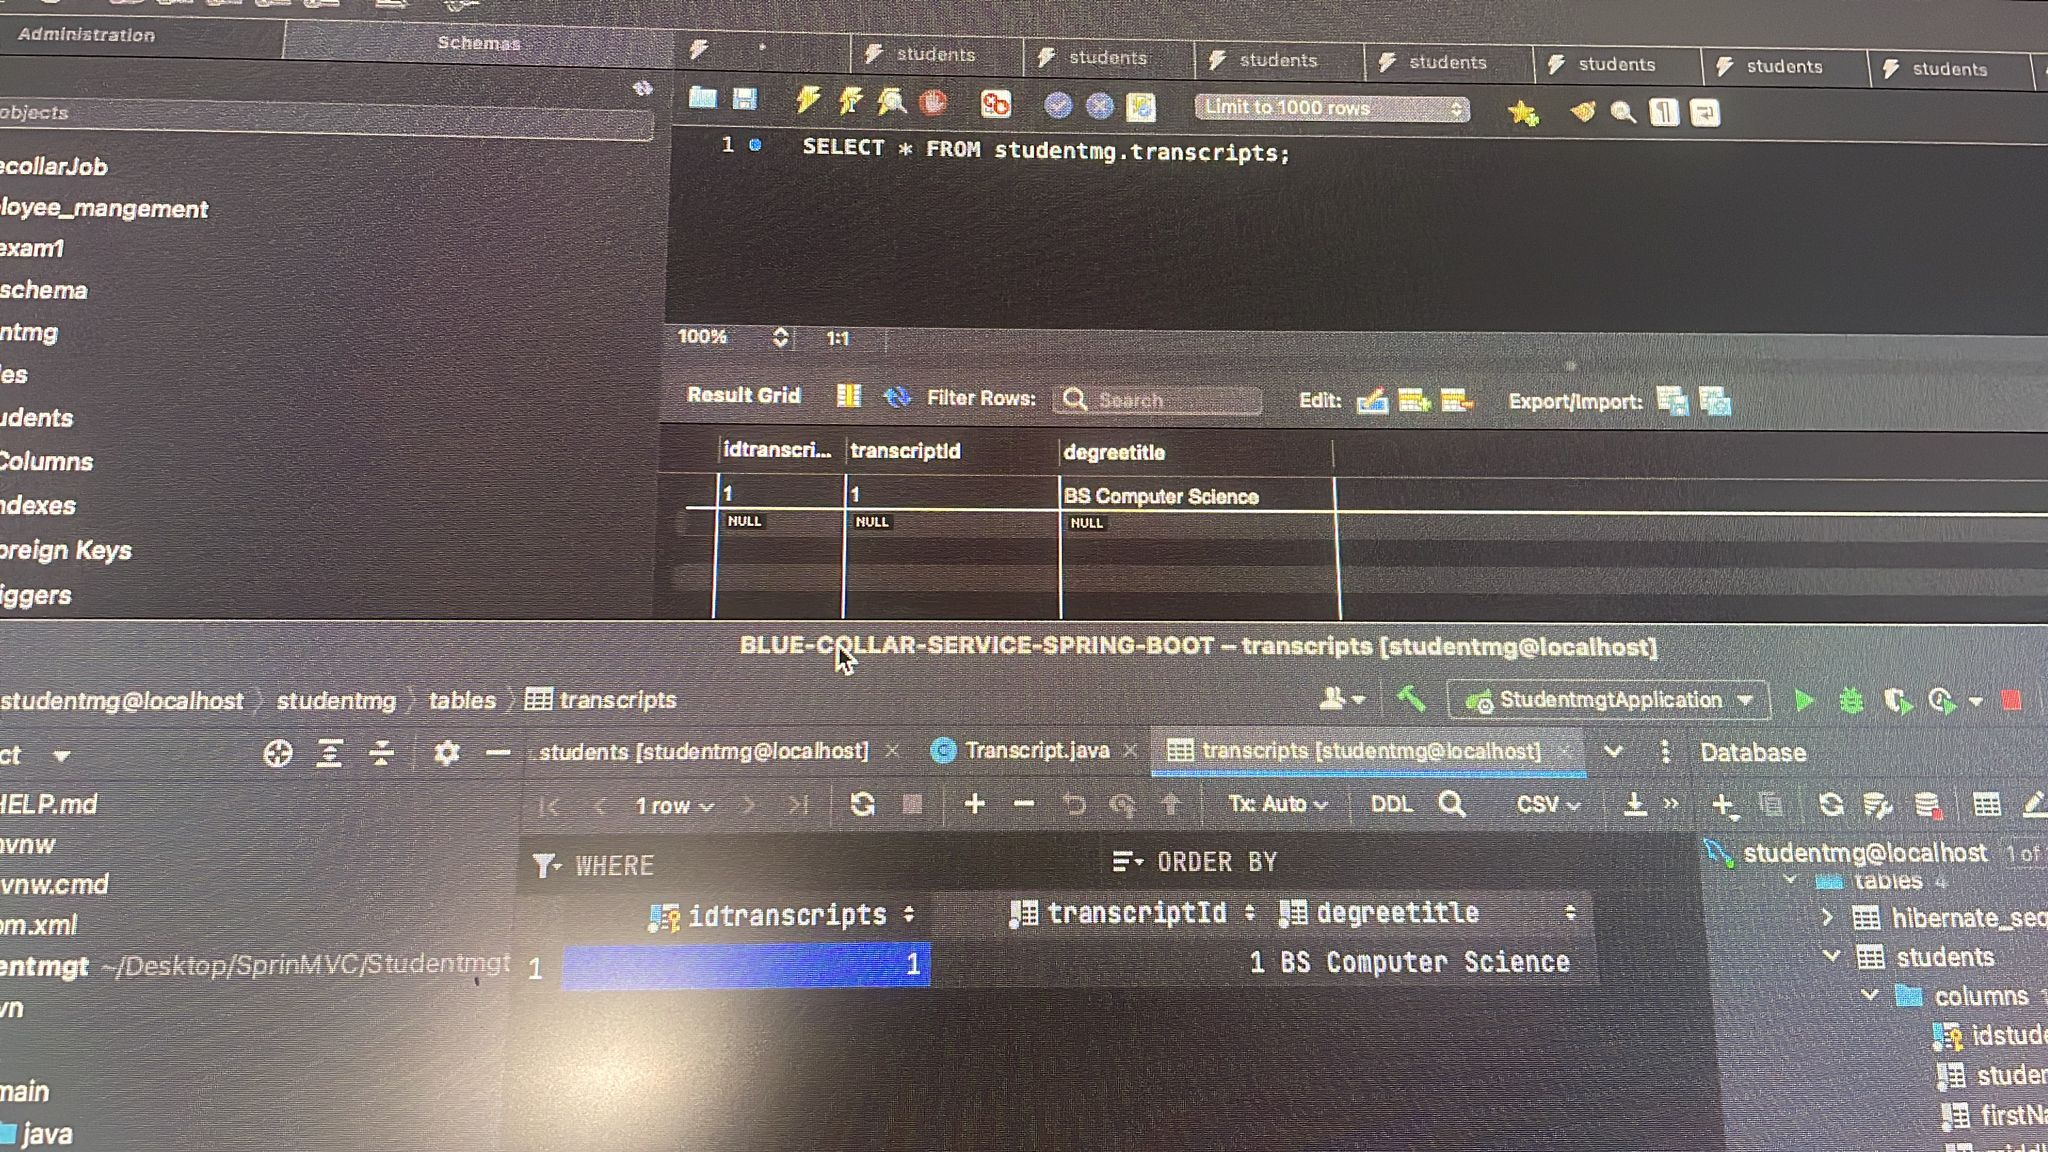 Administration
Schemas
students
students
students
students
students
students
students
objects
Limit to 1000 rows
1
SELECT * FROM studentmg.transcripts;
ecollarJob
loyee_mangement
exam1
schema
ntmg
es
udents
Columns
ndexes
oreign Keys
iggers
100%
1:1
Result Grid
Filter Rows:
Search
Edit:
Export/Import:
idtranscri...
transcriptId
degreetitle
1
1
BS Computer Science
NULL
NULL
NULL
BLUE-COLLAR-SERVICE-SPRING-BOOT – transcripts [studentmg@localhost]
studentmg@localhost
studentmg
tables
transcripts
StudentmgtApplication
ct
students [studentmg@localhost]
Transcript.java
transcripts [studentmg@localhost]
Database
1 row
Tx: Auto
DDL
CSV
WHERE
ORDER BY
idtranscripts
transcriptId
degreetitle
1
1
1
BS Computer Science
HELP.md
vnw
vnw.cmd
om.xml
entmgt ~/Desktop/SprinMVC/Studentmgt
vn
main
java
studentmg@localhost
1 of
tables 4
hibernate_seq
students
columns
idstude
studen
firstNa